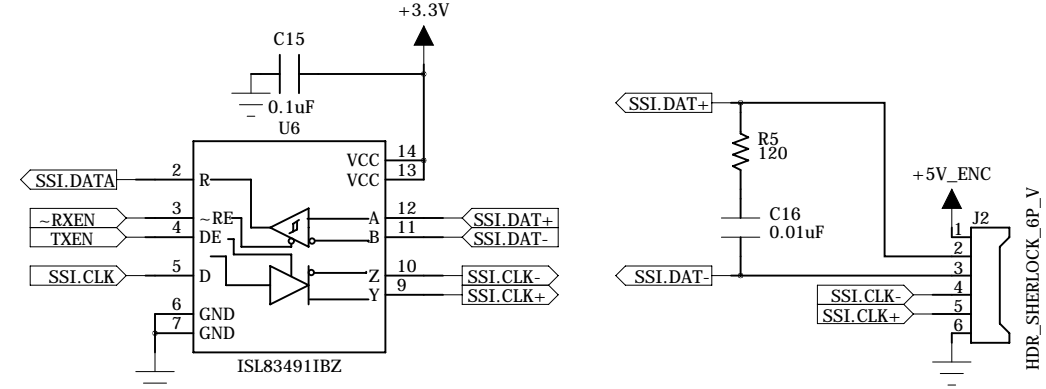 +3.3V
C15
0.1uF
U6
SSI.DATA
2
R
~RXEN
3
~RE
TXEN
4
DE
SSI.CLK
5
D
6
GND
7
GND
VCC
14
VCC
13
A
12
SSI.DAT+
B
11
SSI.DAT-
Z
10
SSI.CLK-
Y
9
SSI.CLK+
ISL83491IBZ
SSI.DAT+
R5
120
C16
0.01uF
SSI.DAT-
+5V_ENC
J2
1
2
3
SSI.CLK-
4
SSI.CLK+
5
6
HDR_SHERLOCK_6P_V